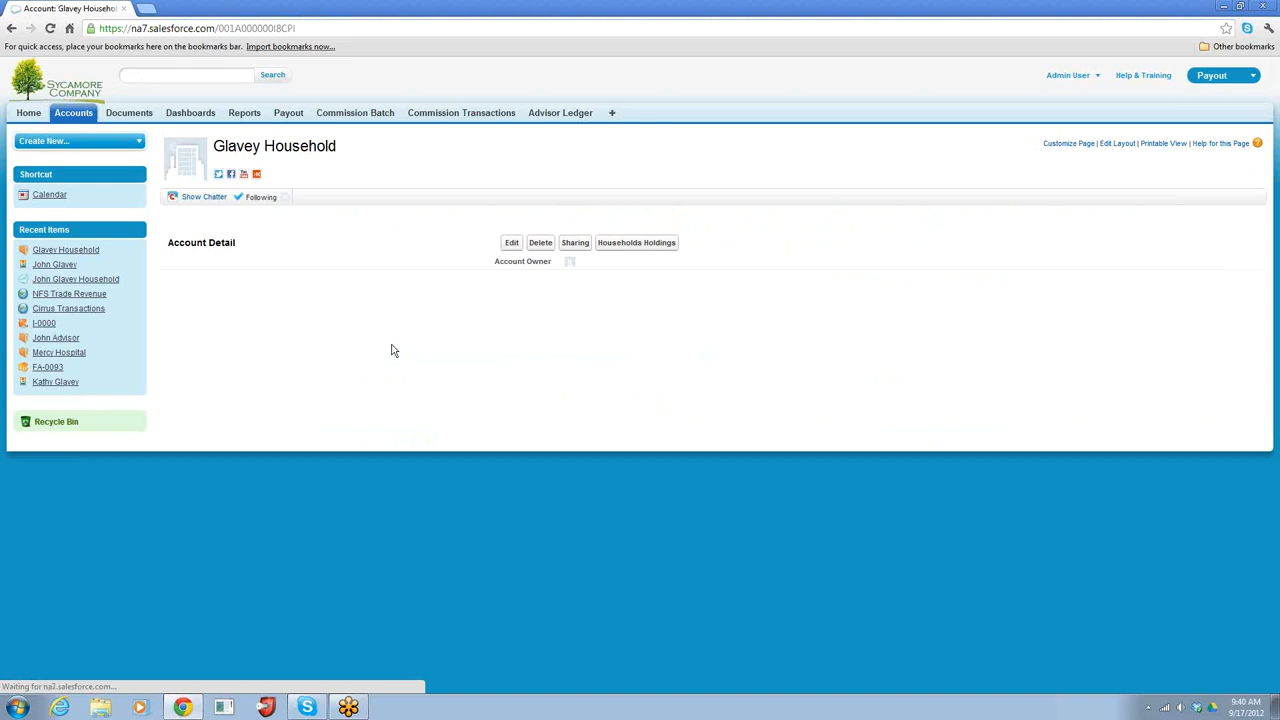 Account: Glavey Househol
https://na7.salesforce.com/001A000000I8CPI
For quick access, place your bookmarks here on the bookmarks bar. Import bookmarks now...
Other bookmarks
SYCAMORE
COMPANY
Search
Admin User
Help & Training
Payout
Home
Accounts
Documents
Dashboards
Reports
Payout
Commission Batch
Commission Transactions
Advisor Ledger
+
Create New...
Shortcut
Calendar
Recent Items
Glavey Household
John Glavey
John Glavey Household
NFS Trade Revenue
Cirrus Transactions
I-0000
John Advisor
Mercy Hospital
FA-0093
Kathy Glavey
Recycle Bin
Glavey Household
Customize Page | Edit Layout | Printable View | Help for this Page
Show Chatter
Following
Account Detail
Edit
Delete
Sharing
Households Holdings
Account Owner
Waiting for na7.salesforce.com...
9:40 AM
9/17/2012